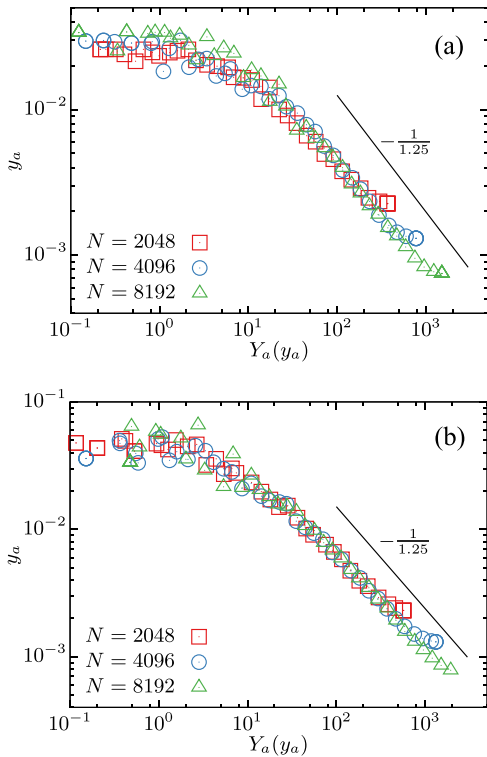 (a)
10^{-2}
y_a
-\frac{1}{1.25}
10^{-3}
N = 2048
N = 4096
N = 8192
10^{-1} 10^0 10^1 10^2 10^3
Y_a(y_a)
10^{-1}
(b)
10^{-2}
y_a
-\frac{1}{1.25}
10^{-3}
N = 2048
N = 4096
N = 8192
10^{-1} 10^0 10^1 10^2 10^3
Y_a(y_a)